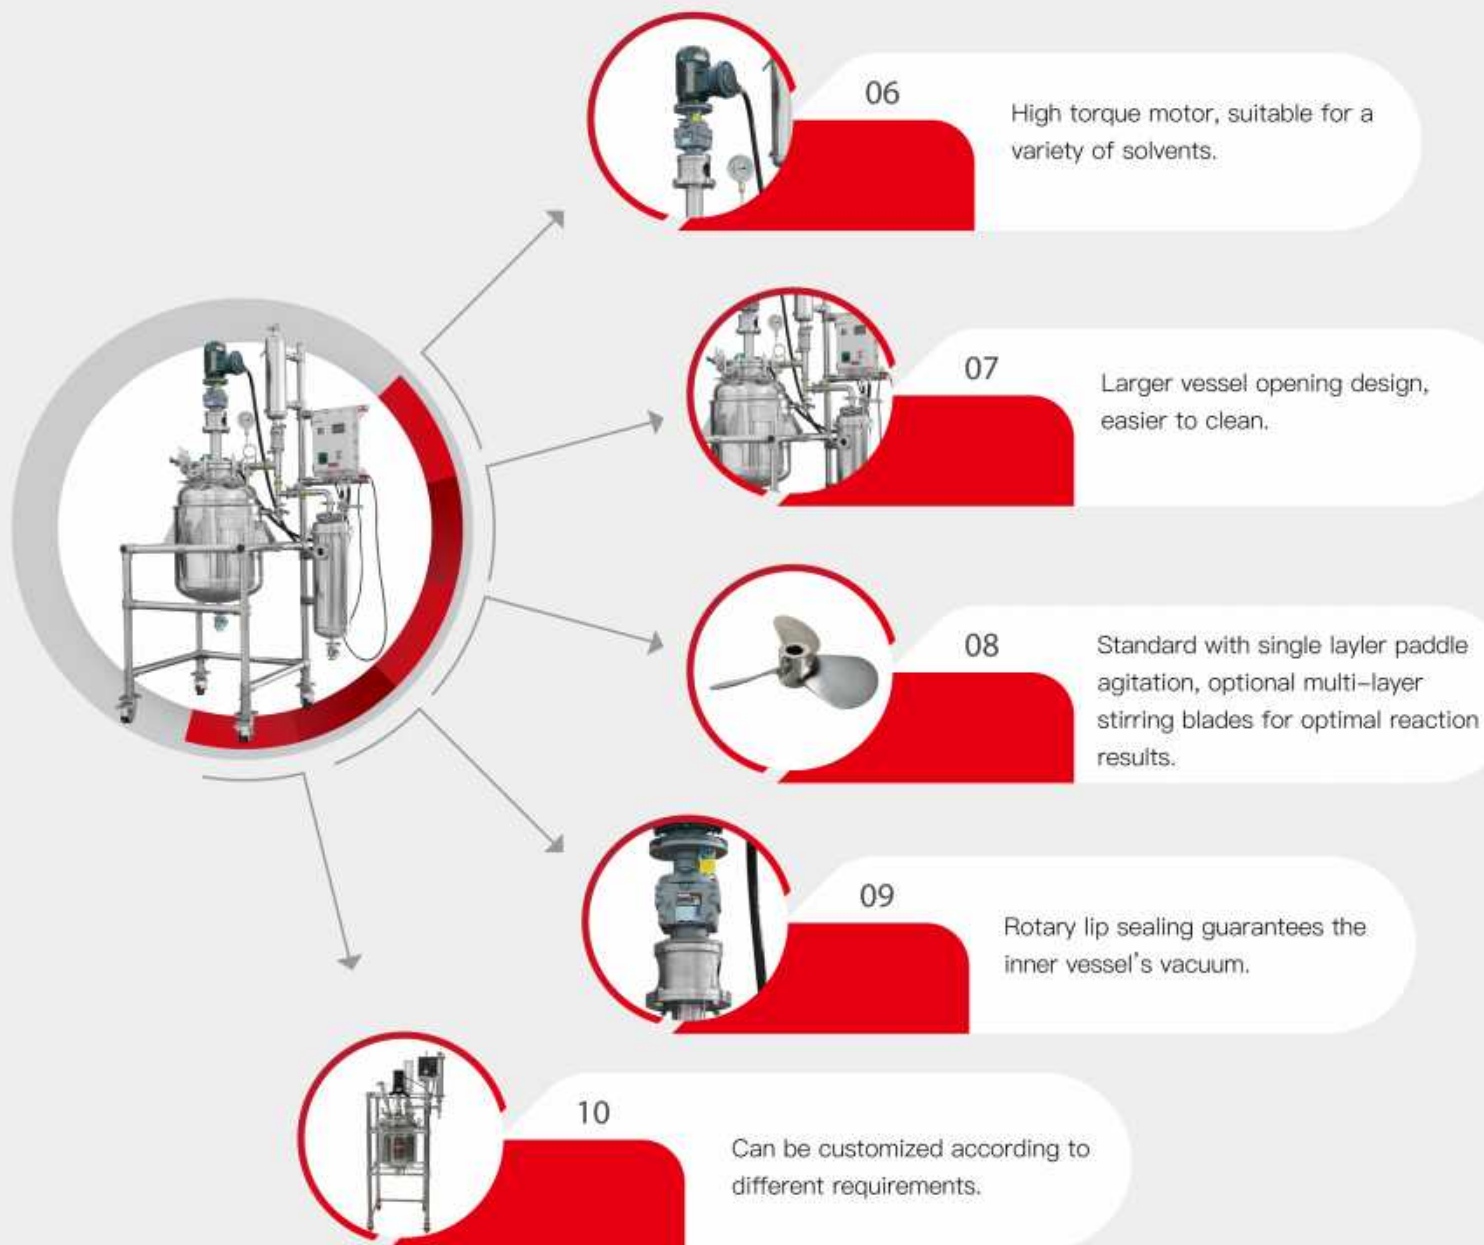 06
High torque motor, suitable for a
variety of solvents.
07
Larger vessel opening design,
easier to clean.
08
Standard with single layler paddle
agitation, optional multi-layer
stirring blades for optimal reaction
results.
09
Rotary lip sealing guarantees the
inner vessel's vacuum.
10
Can be customized according to
different requirements.